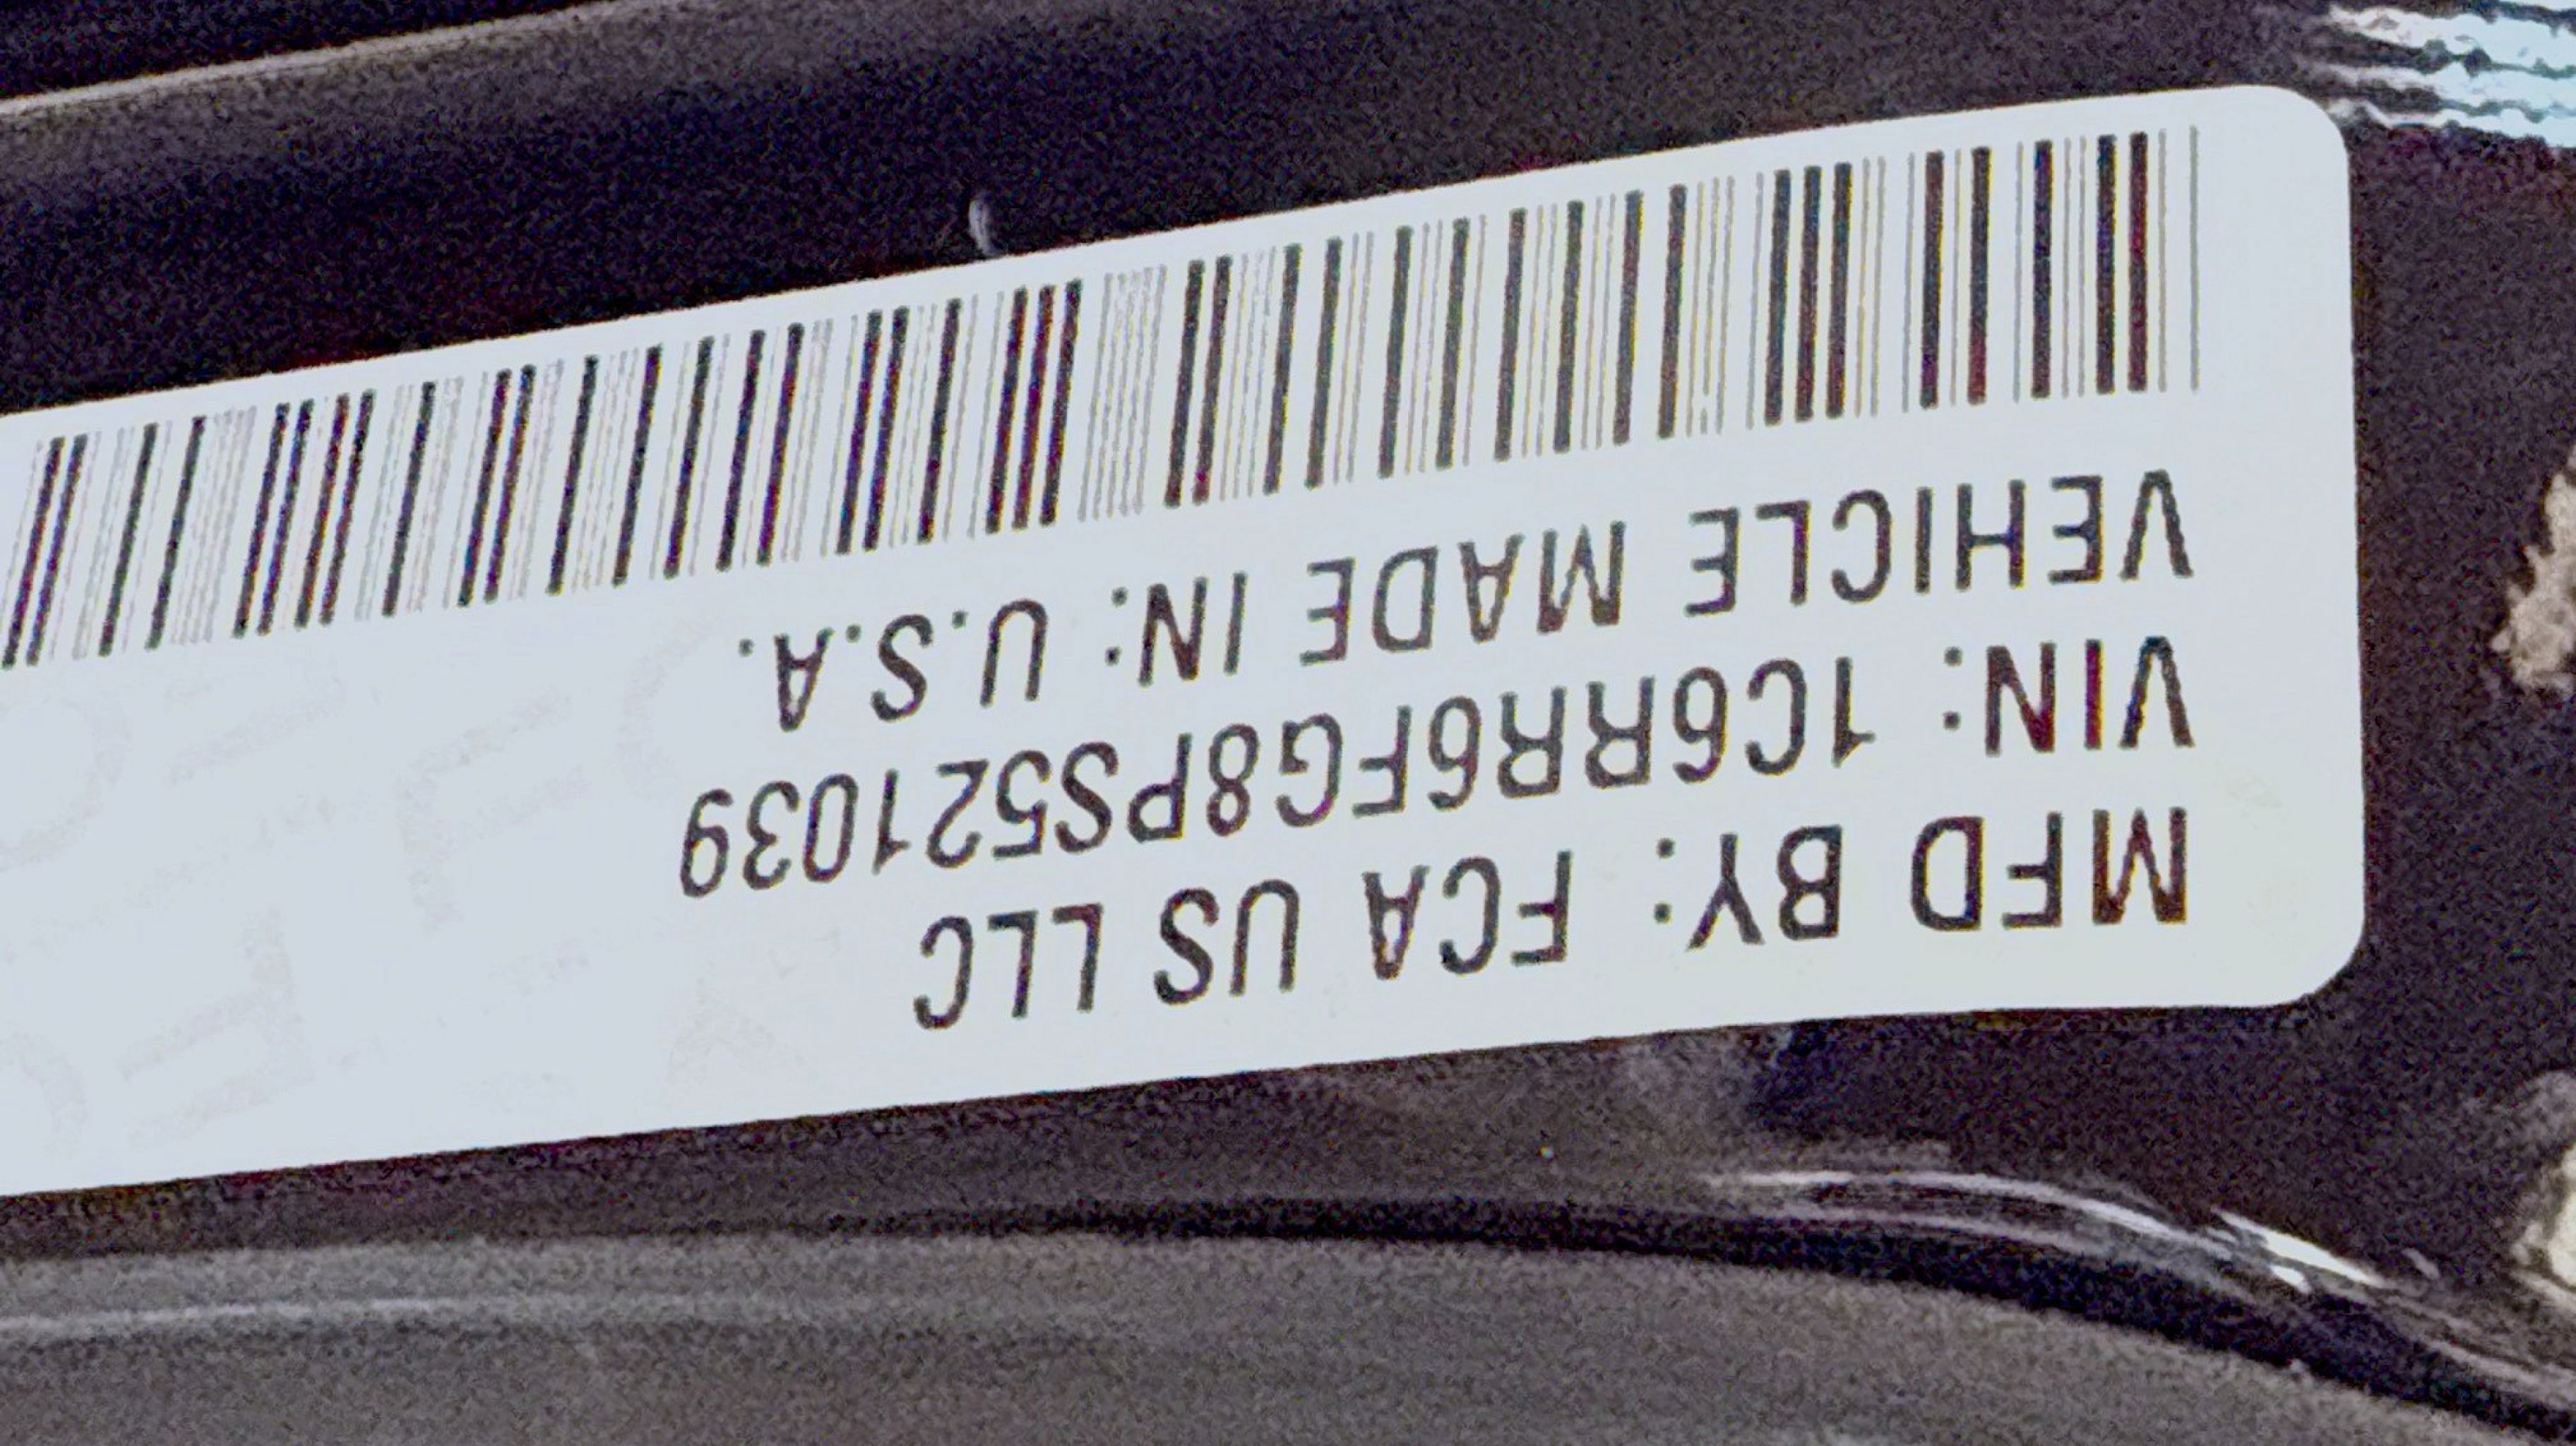 MFD BY: FCA US LLC
VIN: 1C6RR6FG8PS521039
VEHICLE MADE IN: U.S.A.